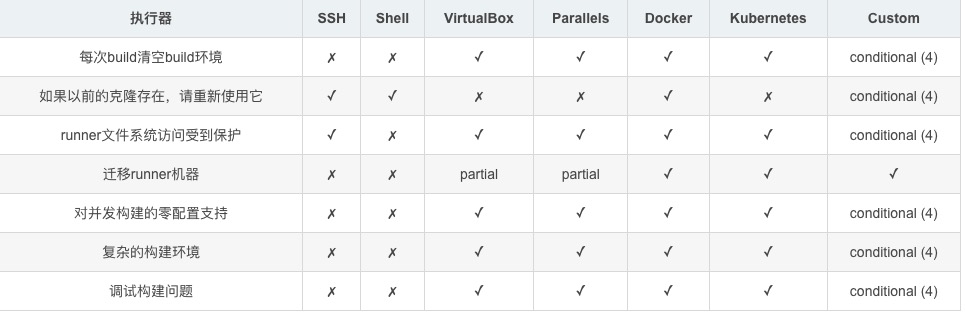 执行器 SSH Shell VirtualBox Parallels Docker Kubernetes Custom
每次build清空build环境 ✗ ✗ ✓ ✓ ✓ ✓ conditional (4)
如果以前的克隆存在，请重新使用它 ✓ ✓ ✗ ✗ ✓ ✗ conditional (4)
runner文件系统访问受到保护 ✓ ✗ ✓ ✓ ✓ ✓ conditional (4)
迁移runner机器 ✗ ✗ partial partial ✓ ✓ ✓
对并发构建的零配置支持 ✗ ✗ ✓ ✓ ✓ ✓ conditional (4)
复杂的构建环境 ✗ ✗ ✓ ✓ ✓ ✓ conditional (4)
调试构建问题 ✗ ✗ ✓ ✓ ✓ ✓ conditional (4)